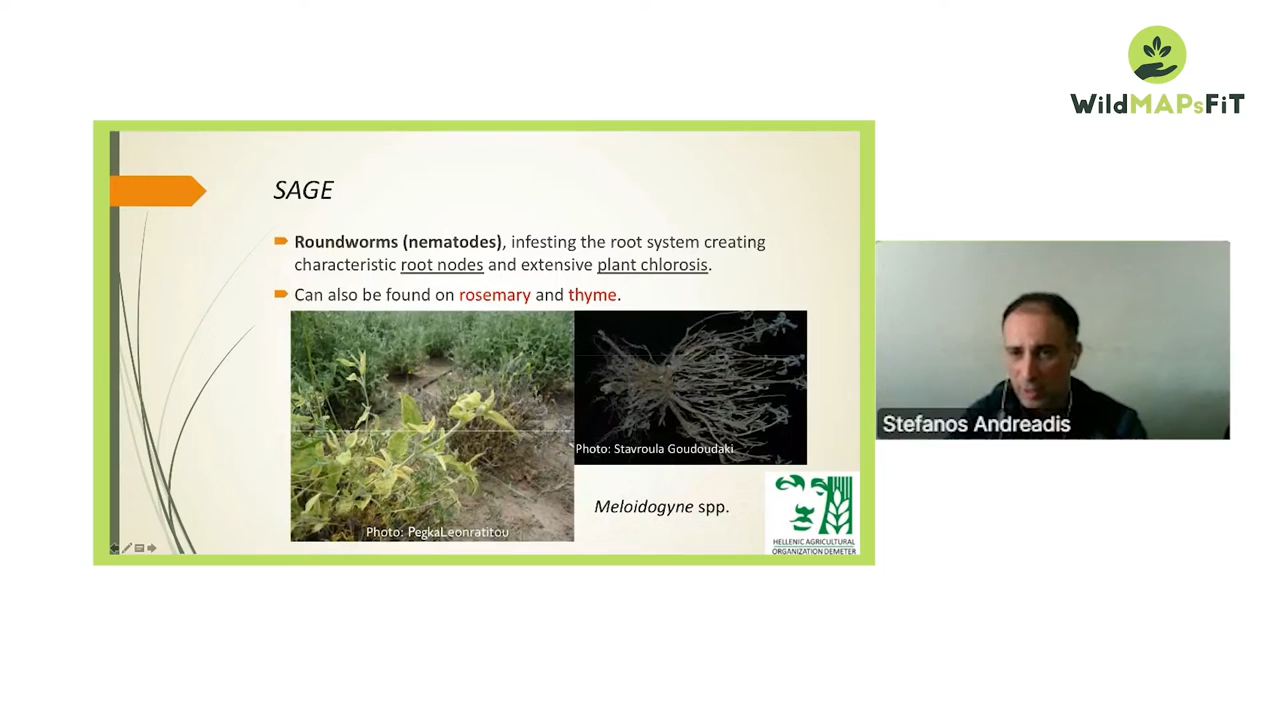 WildMAPsFiT
SAGE
Roundworms (nematodes), infesting the root system creating
characteristic root nodes and extensive plant chlorosis.
Can also be found on rosemary and thyme.
Photo: Stavroula Goudoudaki
Photo: PegkaLeonratitou
Meloidogyne spp.
HELLENIC AGRICULTURAL
ORGANIZATION DEMETER
Stefanos Andreadis